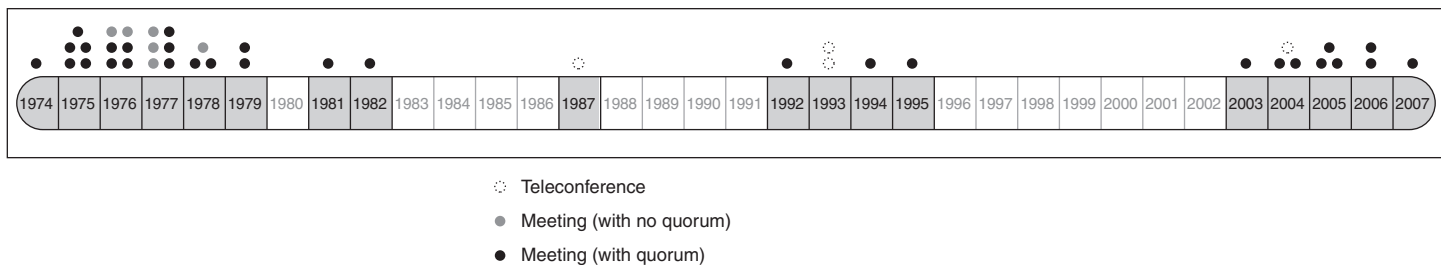 1974 1975 1976 1977 1978 1979 1980 1981 1982 1983 1984 1985 1986 1987 1988 1989 1990 1991 1992 1993 1994 1995 1996 1997 1998 1999 2000 2001 2002 2003 2004 2005 2006 2007
Teleconference
Meeting (with no quorum)
Meeting (with quorum)